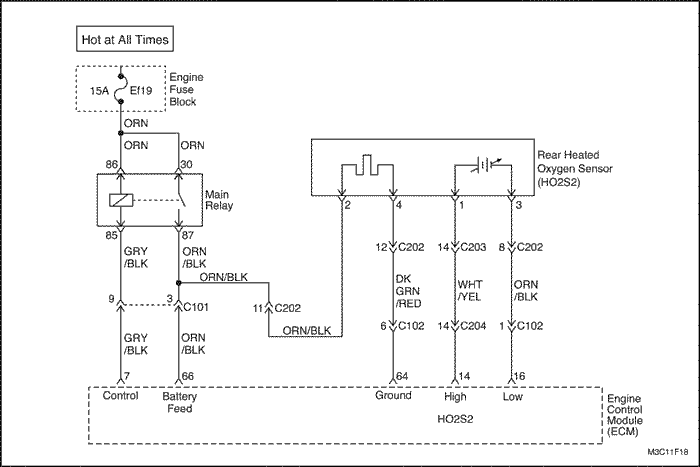 Hot at All Times
15A Ef19
Engine
Fuse
Block
ORN
ORN ORN
86 30
Main
Relay
85 87
GRY
/BLK
ORN
/BLK
ORN/BLK
9 3 C101
11 C202
ORN/BLK
GRY
/BLK
ORN
/BLK
7 66
Control
Battery
Feed
Rear Heated
Oxygen Sensor
(HO2S2)
2 4 1 3
12 C202 14 C203 8 C202
DK
GRN
/RED
WHT
/YEL
ORN
/BLK
6 C102 14 C204 1 C102
64 14 16
Ground High Low
HO2S2
Engine
Control
Module
(ECM)
M3C11F18